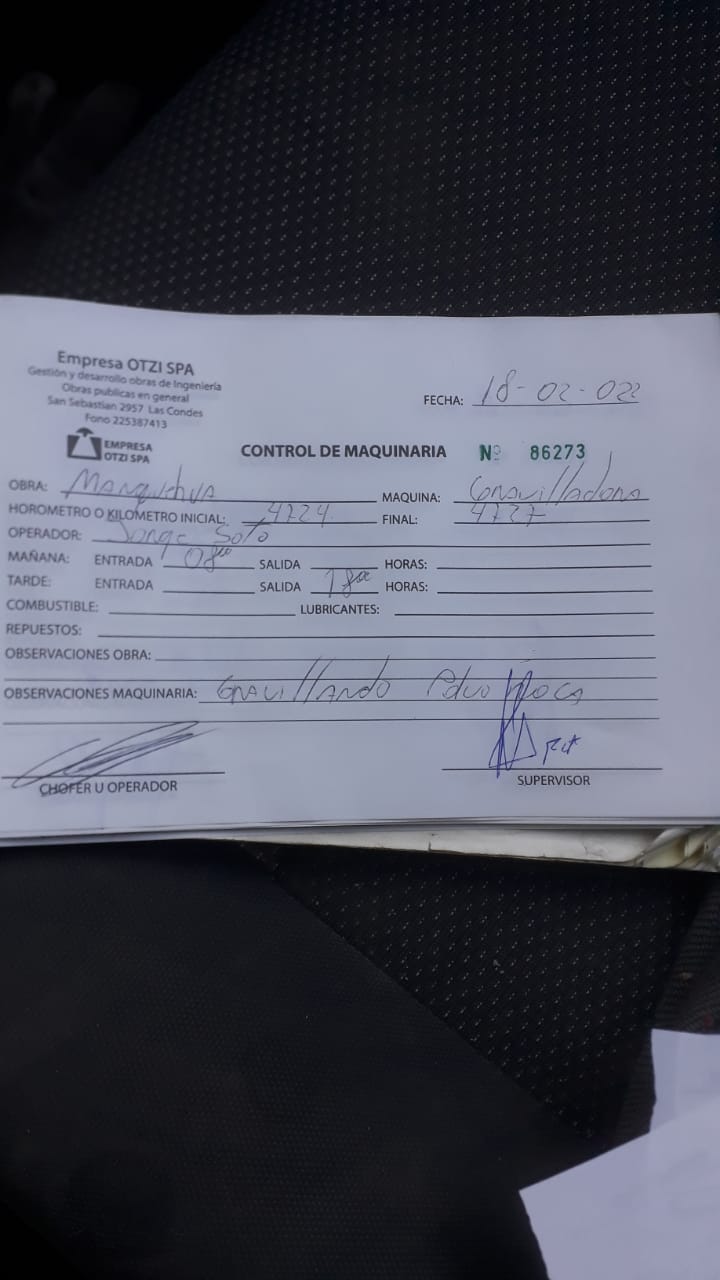 Empresa OTZI SPA
Gestión y desarrollo obras de Ingeniería
Obras publicas en general
San Sebastian 2957 Las Condes
Fono 225387413
EMPRESA
OTZI SPA
FECHA: 18-02-022
CONTROL DE MAQUINARIA Nº 86273
OBRA: MAQUINA: Gravilladora
HOROMETRO O KILOMETRO INICIAL: 4724 FINAL: 4727
OPERADOR: Jorge Soto
MAÑANA: ENTRADA 08⁰⁰ SALIDA HORAS:
TARDE: ENTRADA SALIDA 18⁰⁰ HORAS:
COMBUSTIBLE: LUBRICANTES:
REPUESTOS:
OBSERVACIONES OBRA:
OBSERVACIONES MAQUINARIA: Gravillando Polvo Roca
CHOFER U OPERADOR
SUPERVISOR